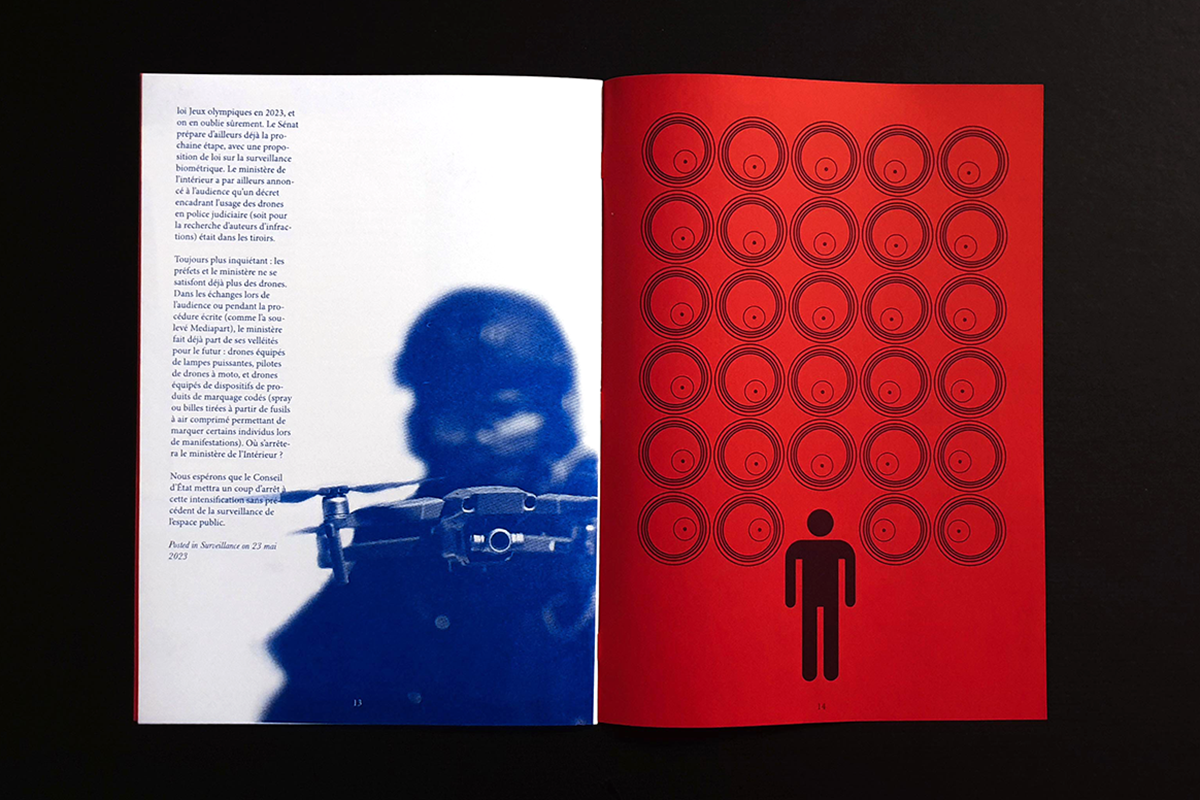 loi Jeux olympiques en 2023, et
on en oublie sûrement. Le Sénat
prépare d'ailleurs déjà la pro-
chaine étape, avec une propo-
sition de loi sur la surveillance
biométrique. Le ministère de
l'intérieur a par ailleurs annon-
cé à l'audience qu'un décret
encadrant l'usage des drones
en police judiciaire (soit pour
la recherche d'auteurs d'infrac-
tions) était dans les tiroirs.
Toujours plus inquiétant : les
préfets et le ministère ne se
satisfont déjà plus des drones.
Dans les échanges lors de
l'audience ou pendant la pro-
cédure écrite (comme l'a sou-
levé Mediapart), le ministère
fait déjà part de ses velléités
pour le futur : drones équipés
de lampes puissantes, pilotes
de drones à moto, et drones
équipés de dispositifs de pro-
duits de marquage codés (spray
ou billes tirées à partir de fusils
à air comprimé permettant de
marquer certains individus lors
de manifestations). Où s'arrête-
ra le ministère de l'Intérieur ?
Nous espérons que le Conseil
d'État mettra un coup d'arrêt à
cette intensification sans pré-
cédent de la surveillance de
l'espace public.
Posted in Surveillance on 23 mai
2023
13
14